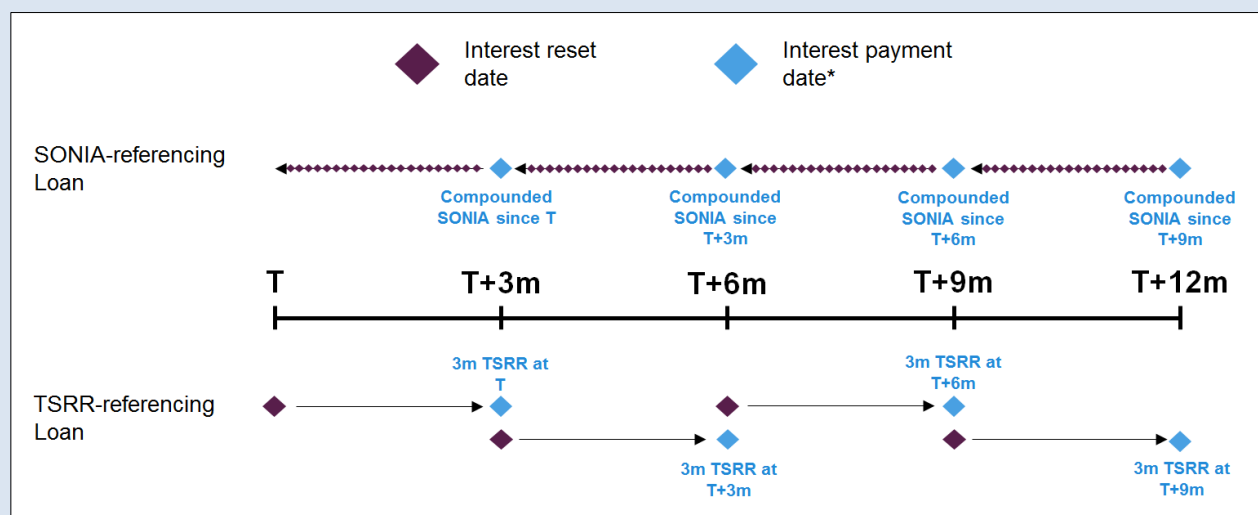 Interest reset
date
Interest payment
date*
SONIA-referencing
Loan
Compounded
SONIA since T
Compounded
SONIA since
T+3m
Compounded
SONIA since
T+6m
Compounded
SONIA since
T+9m
T
T+3m
T+6m
T+9m
T+12m
TSRR-referencing
Loan
3m TSRR at
T
3m TSRR at
T+6m
3m TSRR at
T+3m
3m TSRR at
T+9m